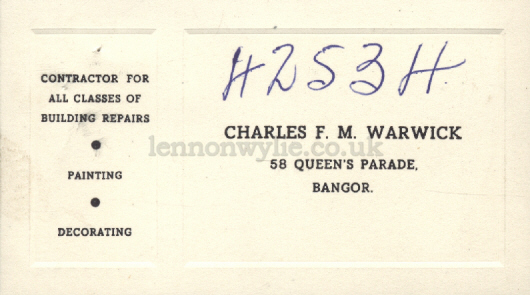 CONTRACTOR FOR
ALL CLASSES OF
BUILDING REPAIRS
●
PAINTING
●
DECORATING
H253H
CHARLES F. M. WARWICK
lennonwylie.co.uk
58 QUEEN'S PARADE,
BANGOR.